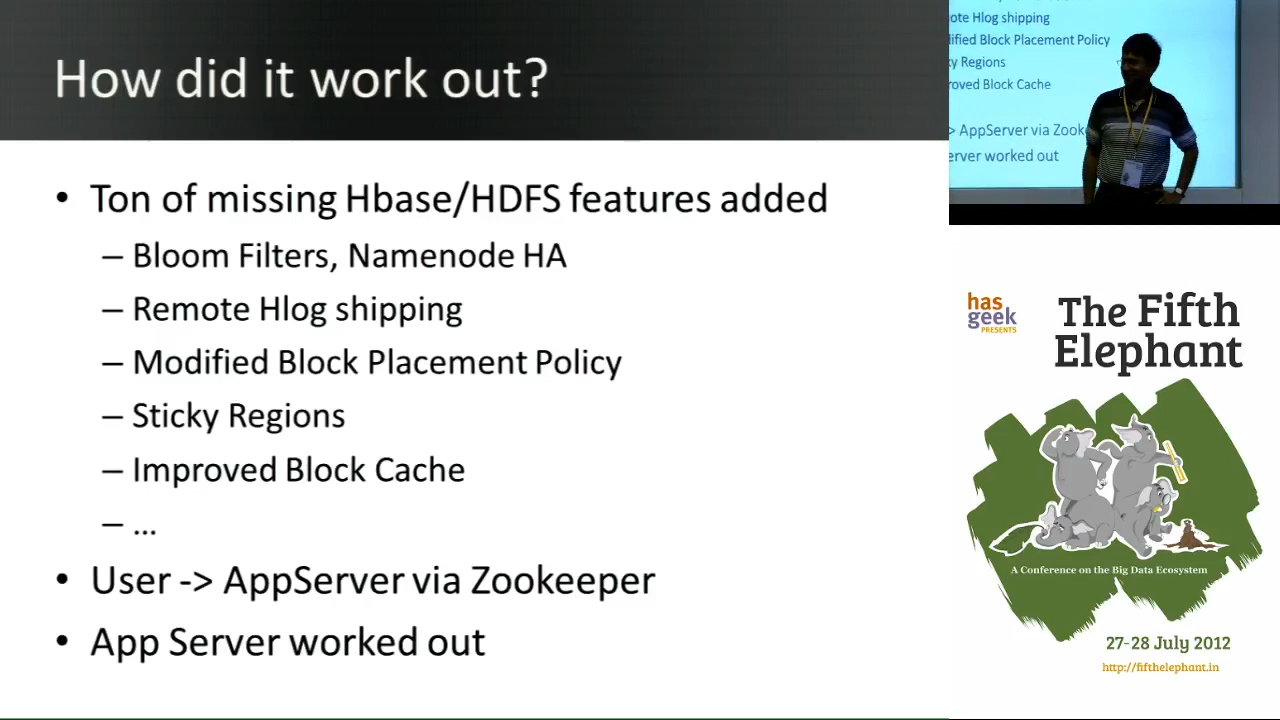 How did it work out?
• Ton of missing Hbase/HDFS features added
– Bloom Filters, Namenode HA
– Remote Hlog shipping
– Modified Block Placement Policy
– Sticky Regions
– Improved Block Cache
– ...
• User -> AppServer via Zookeeper
• App Server worked out
ote Hlog shipping
ified Block Placement Policy
ky Regions
roved Block Cache
> AppServer via Zook
erver worked out
has
geek
PRESENTS
The Fifth
Elephant
A Conference on the Big Data Ecosystem
27-28 July 2012
http://fifthelephant.in